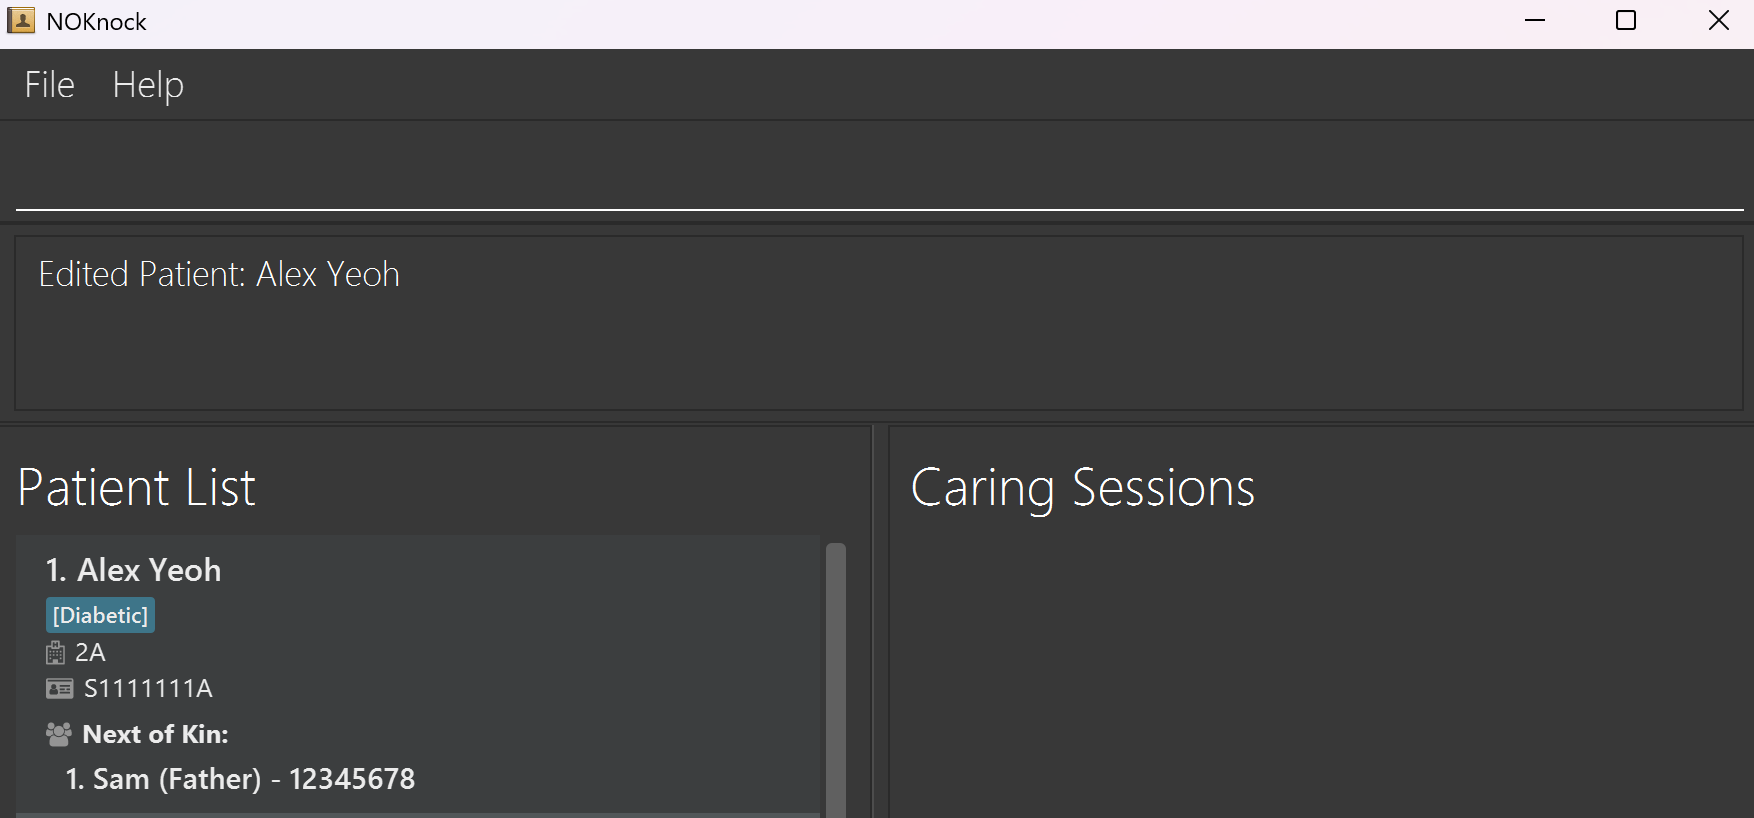 NOKnock
File Help
Edited Patient: Alex Yeoh
Patient List
1. Alex Yeoh
[Diabetic]
2A
S1111111A
Next of Kin:
1. Sam (Father) - 12345678
Caring Sessions